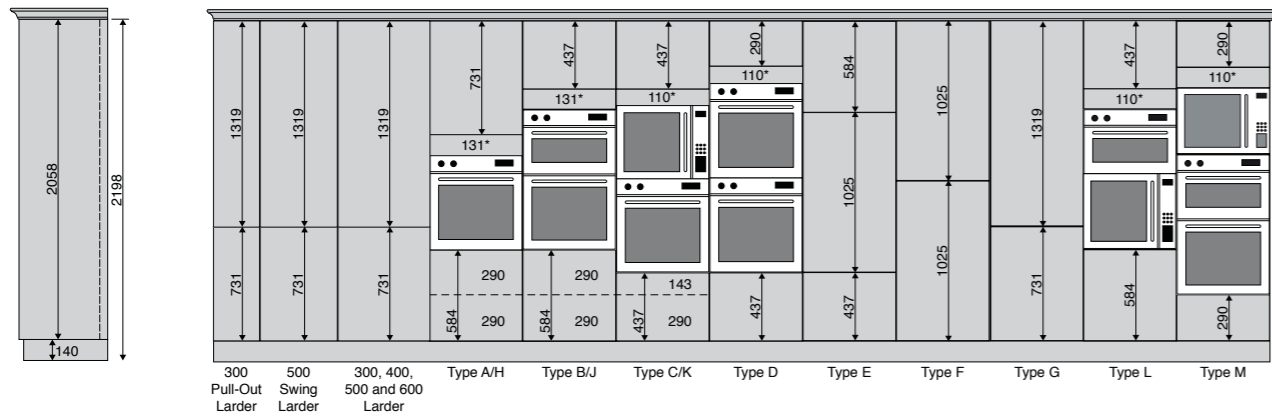 2058
2198
140
1319
731
1319
731
1319
731
731
131*
290
584
290
437
131*
290
584
290
437
110*
143
437
290
290
110*
437
584
1025
437
1025
1025
1319
731
437
110*
584
290
110*
290
300
Pull-Out
Larder
500
Swing
Larder
300, 400,
500 and 600
Larder
Type A/H
Type B/J
Type C/K
Type D
Type E
Type F
Type G
Type L
Type M